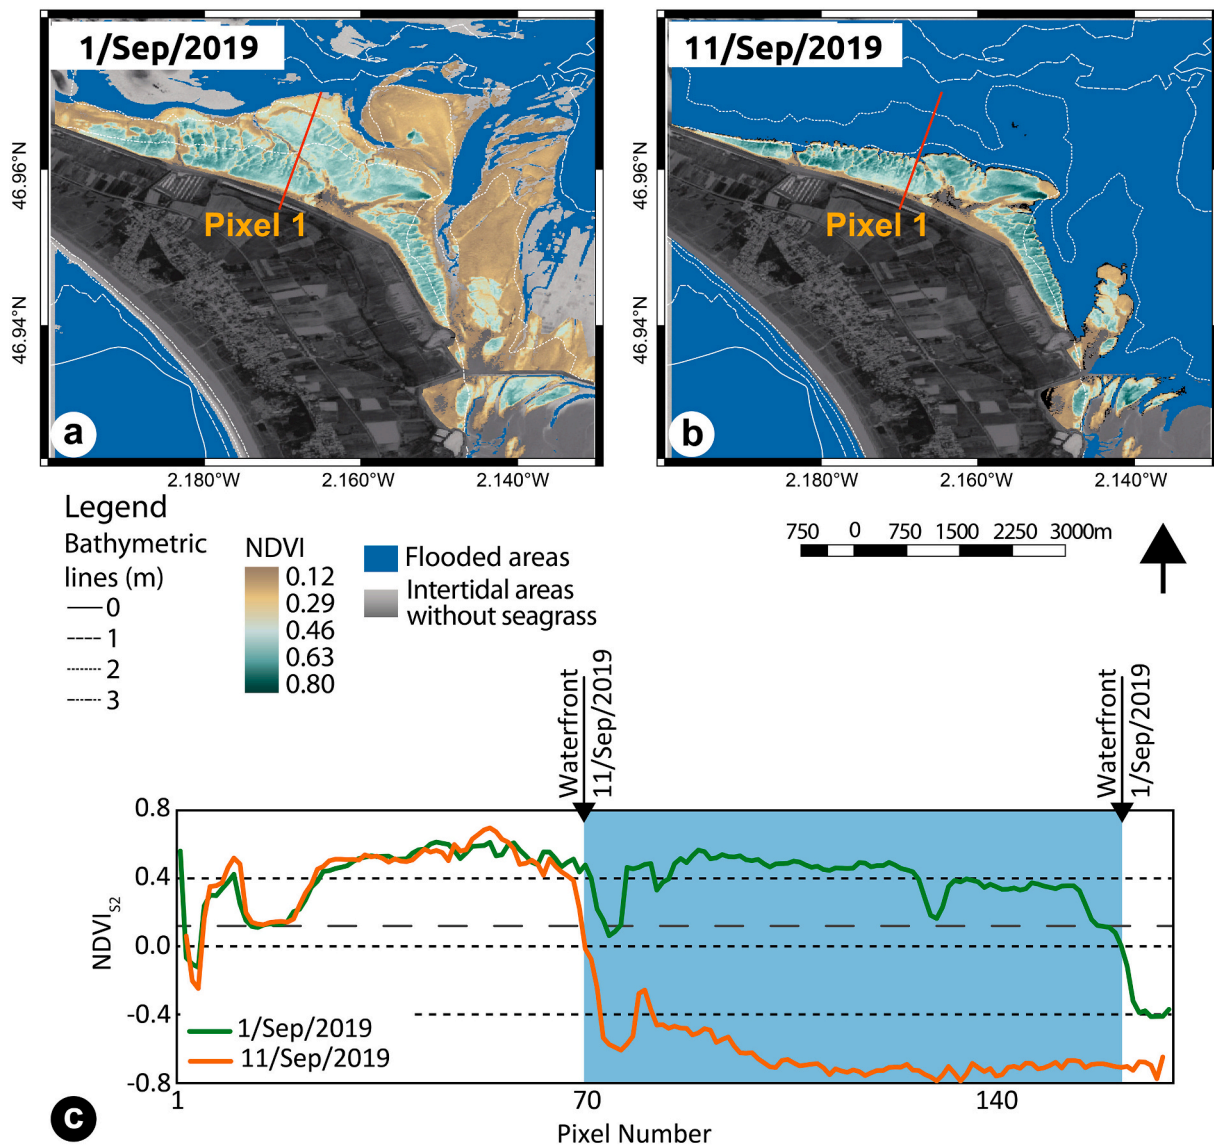 1/Sep/2019
11/Sep/2019
46.96°N
46.94°N
Pixel 1
a
2.180°W
2.160°W
2.140°W
46.96°N
46.94°N
Pixel 1
b
2.180°W
2.160°W
2.140°W
Legend
Bathymetric
lines (m)
0
1
2
3
NDVI
0.12
0.29
0.46
0.63
0.80
Flooded areas
Intertidal areas
without seagrass
750 0 750 1500 2250 3000m
Waterfront
11/Sep/2019
Waterfront
1/Sep/2019
NDVIS2
0.8
0.4
0.0
-0.4
-0.8
1/Sep/2019
11/Sep/2019
1
70
140
Pixel Number
c